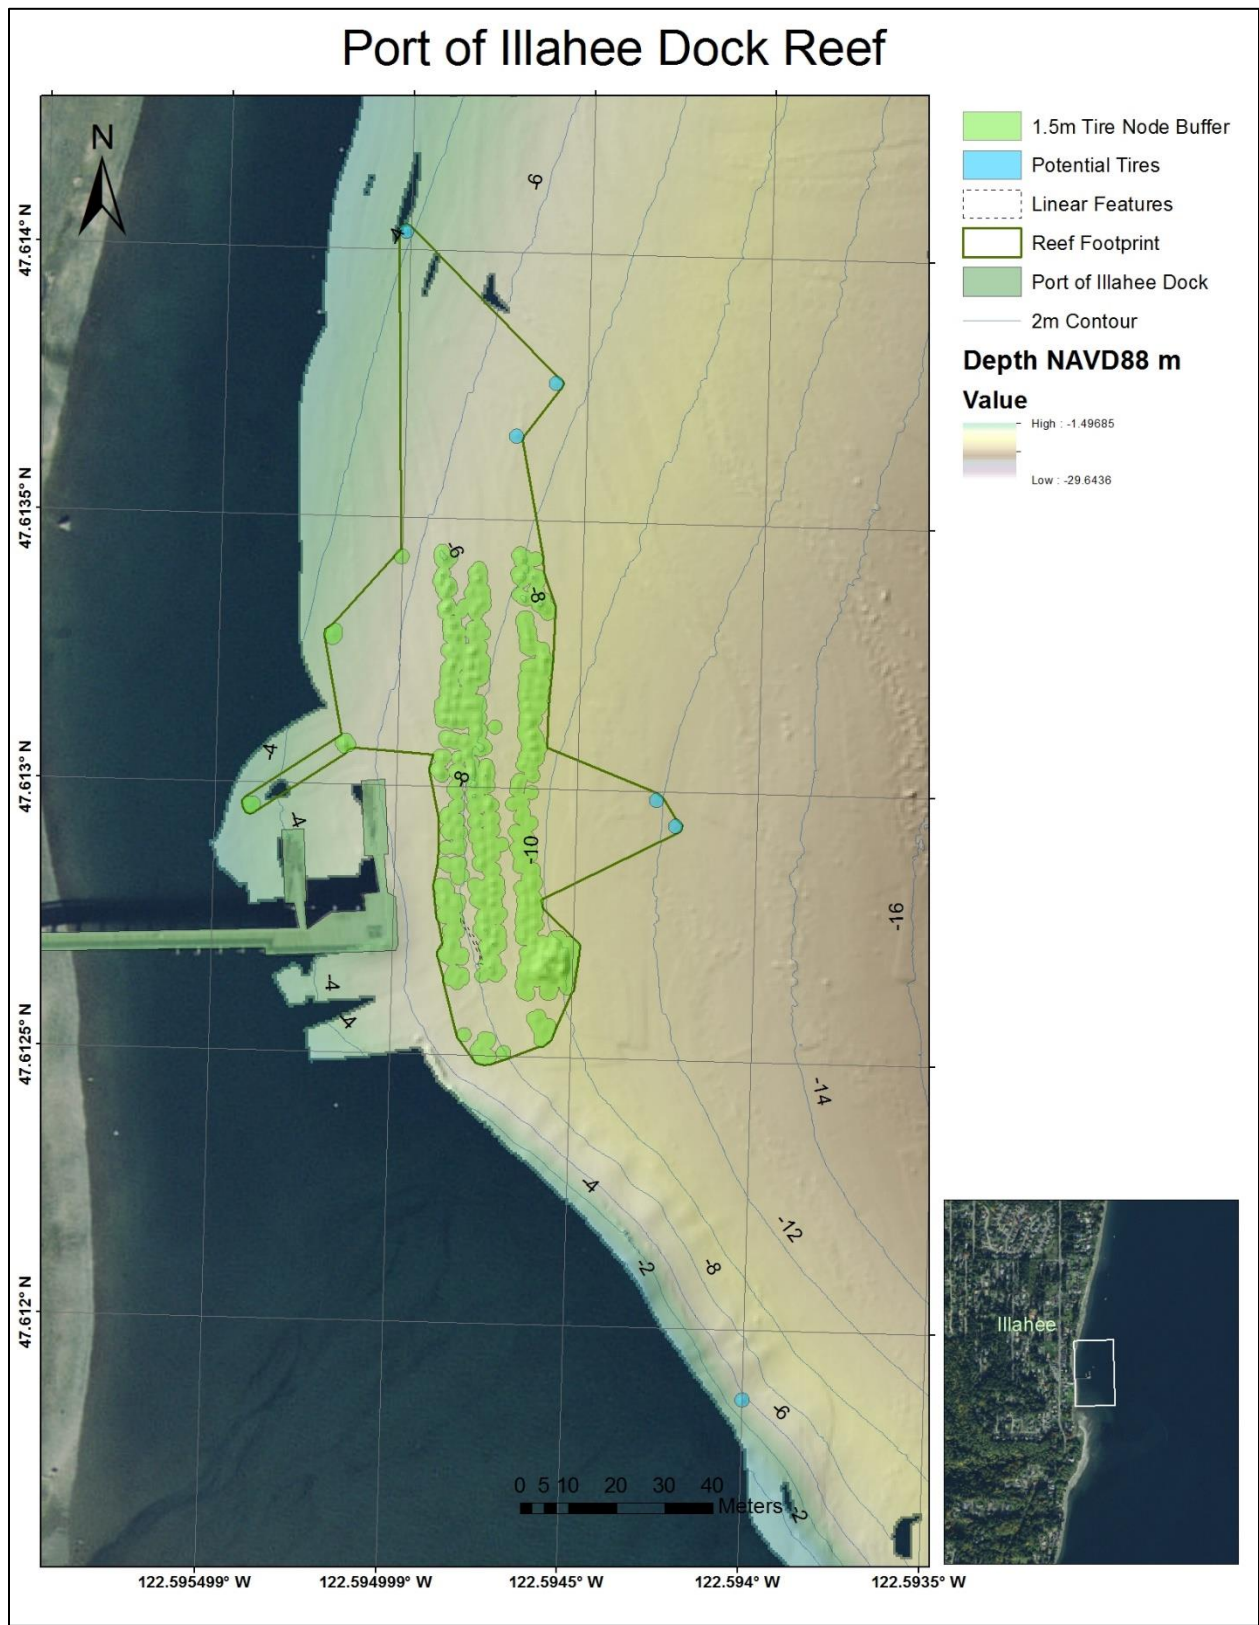 Port of Illahee Dock Reef
N
1.5m Tire Node Buffer
Potential Tires
Linear Features
Reef Footprint
Port of Illahee Dock
2m Contour
Depth NAVD88 m
Value
High : -1.49685
Low : -29.6436
47.614° N
47.6135° N
47.613° N
47.6125° N
47.612° N
-6
4
-6
-8
-4
-8
-4
-10
-16
-4
-4
-14
-4
-12
-2
-8
-6
-2
0 5 10 20 30 40
Meters
122.595499° W
122.594999° W
122.5945° W
122.594° W
122.5935° W
Illahee